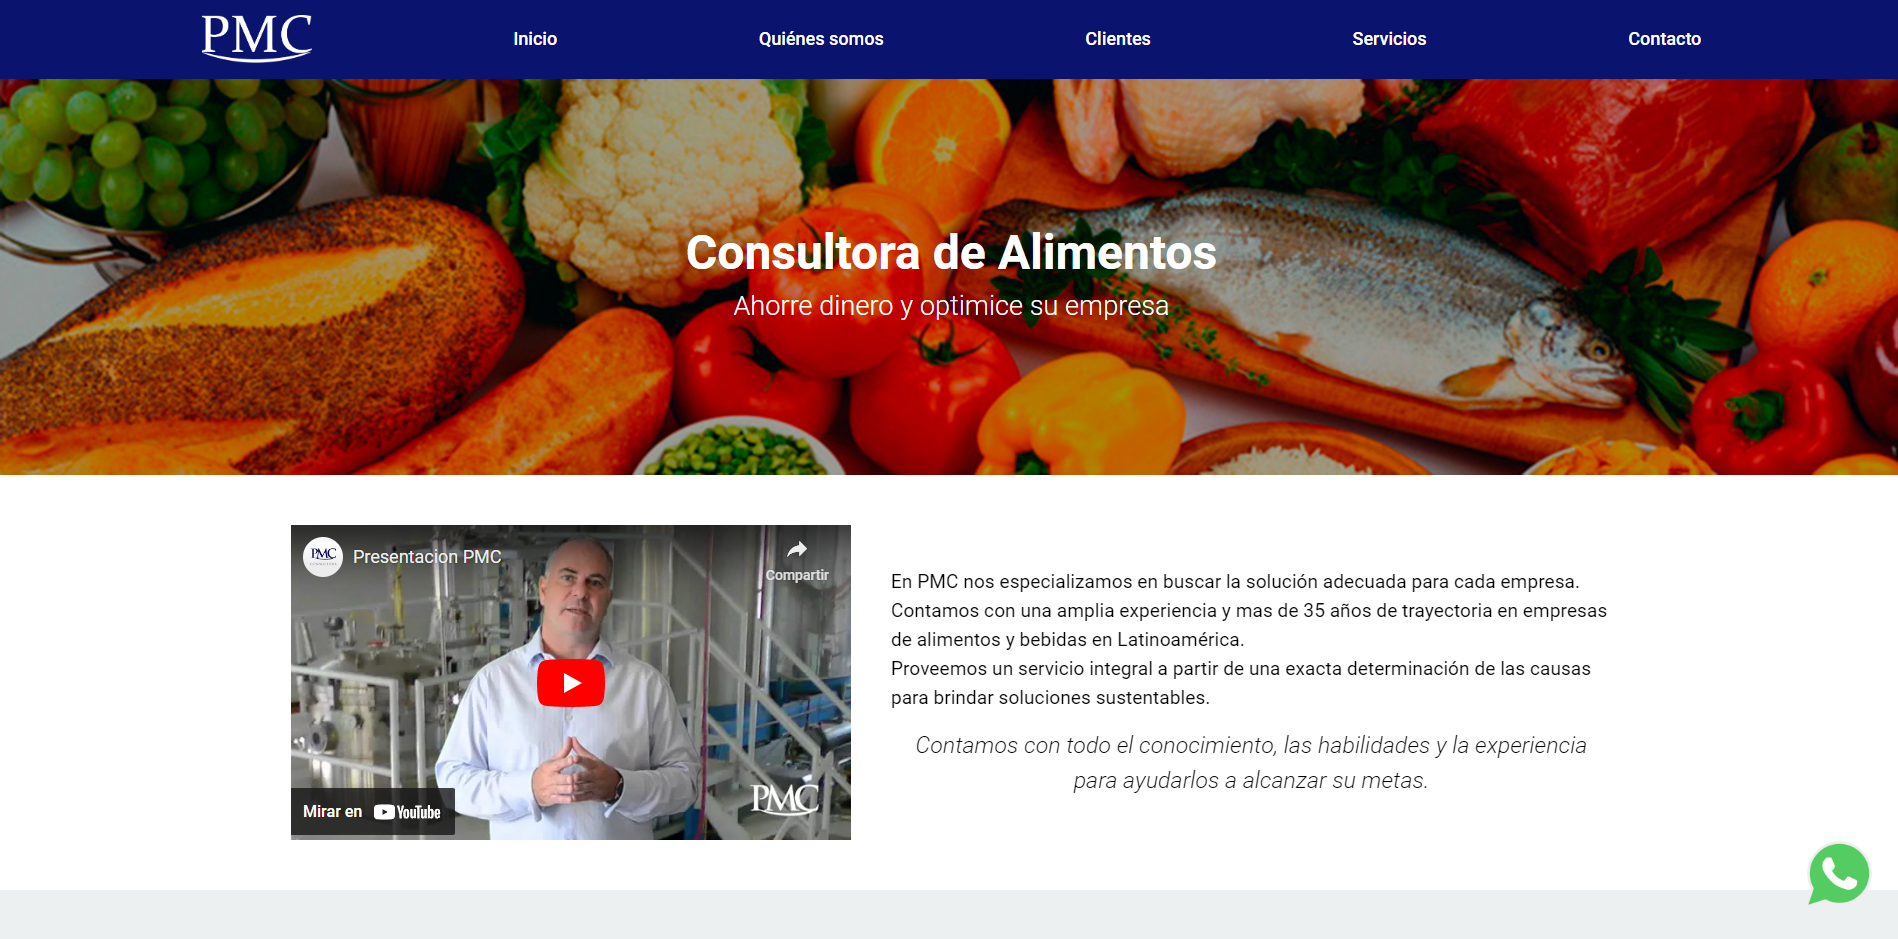 PMC
Inicio
Quiénes somos
Clientes
Servicios
Contacto
Consultora de Alimentos
Ahorre dinero y optimice su empresa
PMC
Presentacion PMC
Compartir
PMC
Mirar en YouTube
En PMC nos especializamos en buscar la solución adecuada para cada empresa.
Contamos con una amplia experiencia y mas de 35 años de trayectoria en empresas
de alimentos y bebidas en Latinoamérica.
Proveemos un servicio integral a partir de una exacta determinación de las causas
para brindar soluciones sustentables.
Contamos con todo el conocimiento, las habilidades y la experiencia
para ayudarlos a alcanzar su metas.